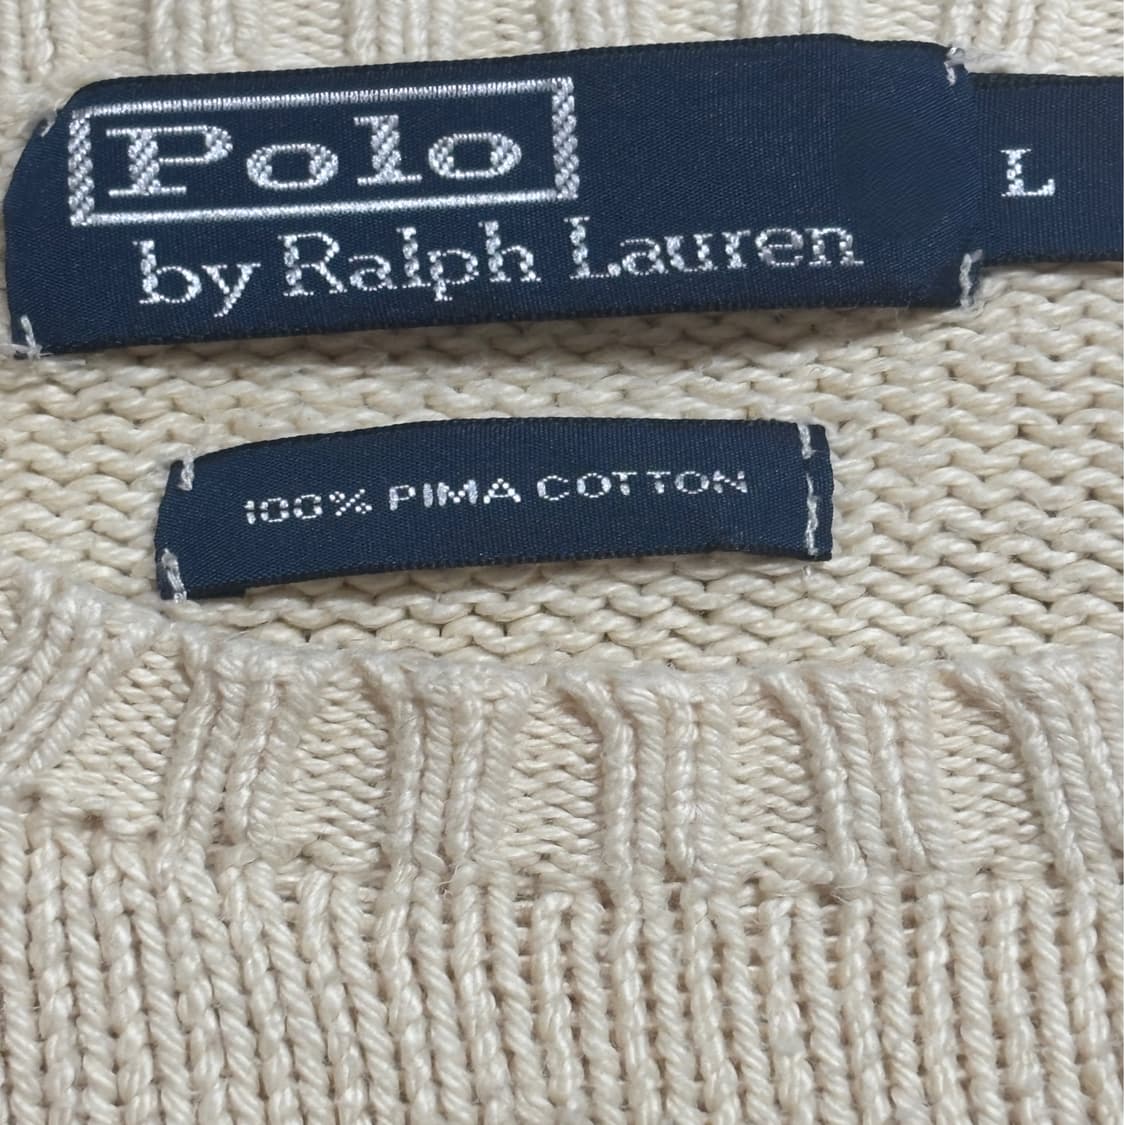 Polo
by Ralph Lauren
L
100% PIMA COTTON